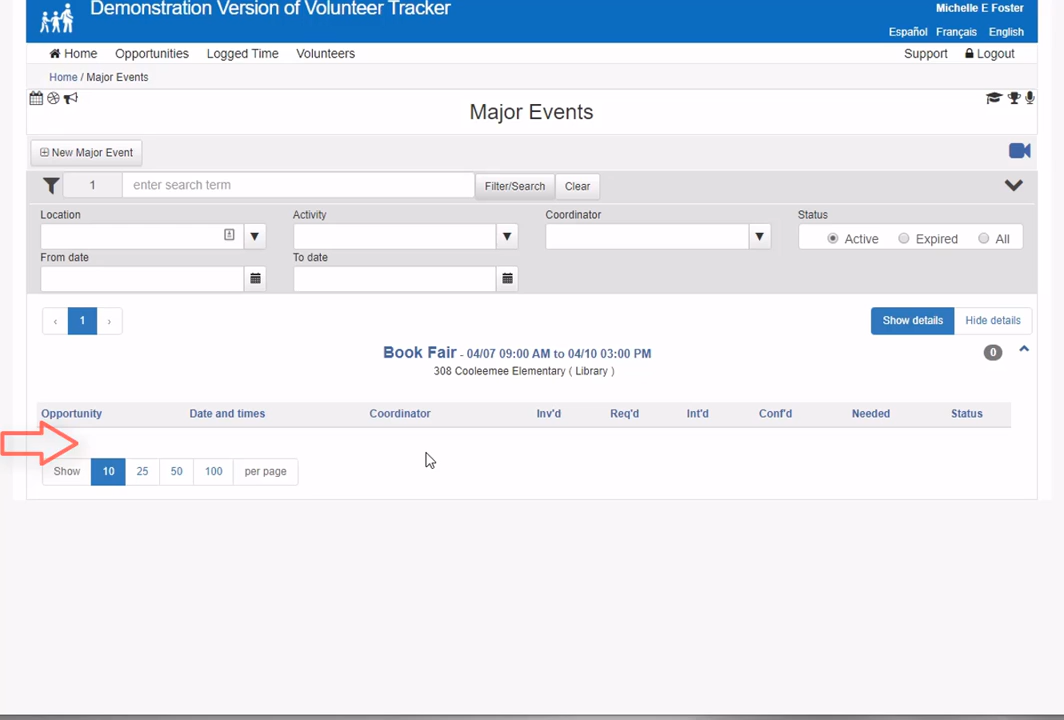 Demonstration Version of Volunteer Tracker
Michelle E Foster
Español Français English
Home Opportunities Logged Time Volunteers Support Logout
Home / Major Events
Major Events
New Major Event
1 enter search term Filter/Search Clear
Location Activity Coordinator Status
Active Expired All
From date To date
‹ 1 › Show details Hide details
Book Fair - 04/07 09:00 AM to 04/10 03:00 PM 0
308 Cooleemee Elementary ( Library )
Opportunity Date and times Coordinator Inv'd Req'd Int'd Conf'd Needed Status
Show 10 25 50 100 per page